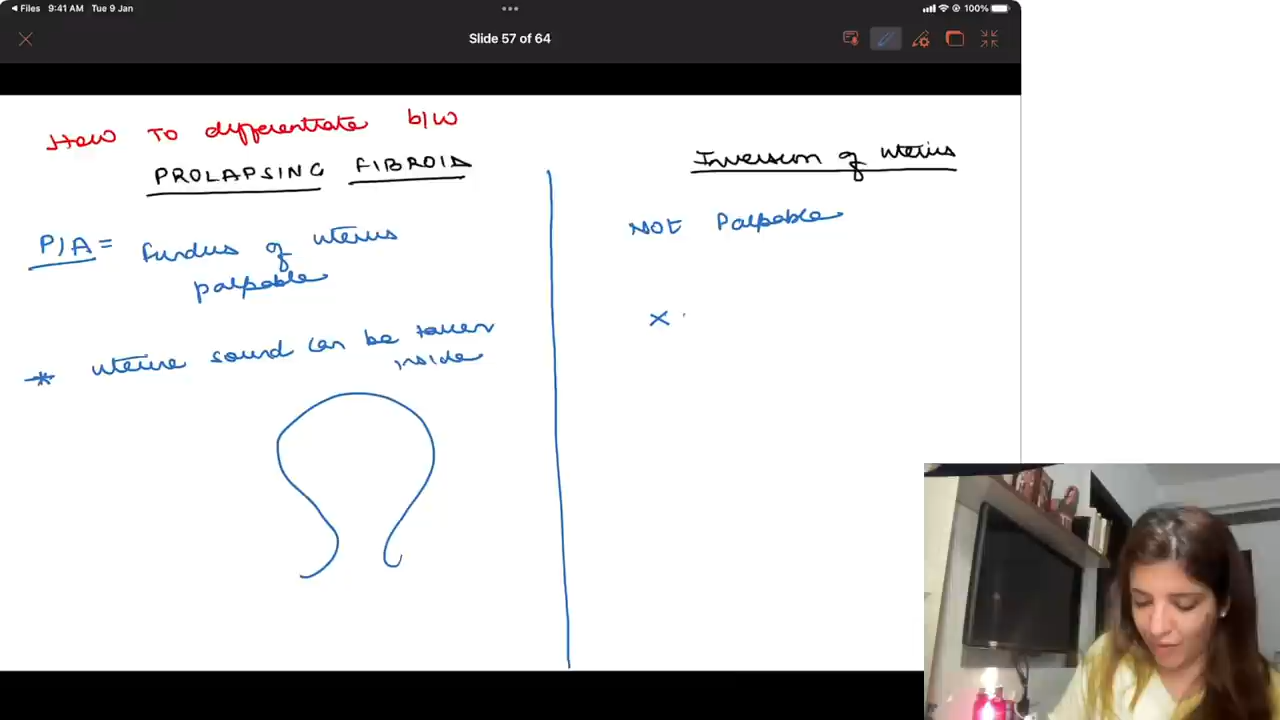 Files 9:41 AM Tue 9 Jan
100%
Slide 57 of 64
How To differentiate b/w
PROLAPSING FIBROID
Inversion of uterus
P/A = fundus of uterus
palpable
NOT Palpable
* uterine sound can be taken
inside
X